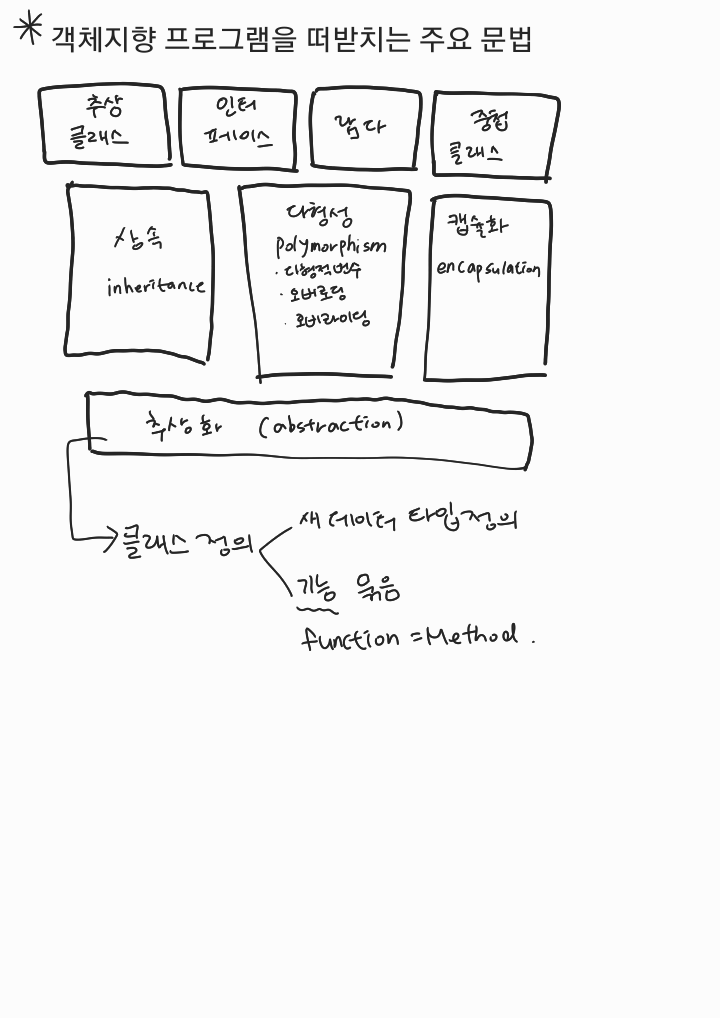 * 객체지향 프로그램을 떠받치는 주요 문법
추상
클래스
인터
페이스
람다
중첩
클래스
상속
inheritance
다형성
polymorphism
· 다형적변수
· 오버로딩
· 오버라이딩
캡슐화
encapsulation
추상화 (abstraction)
클래스 정의
새 데이터 타입정의
기능 묶음
function = Method .